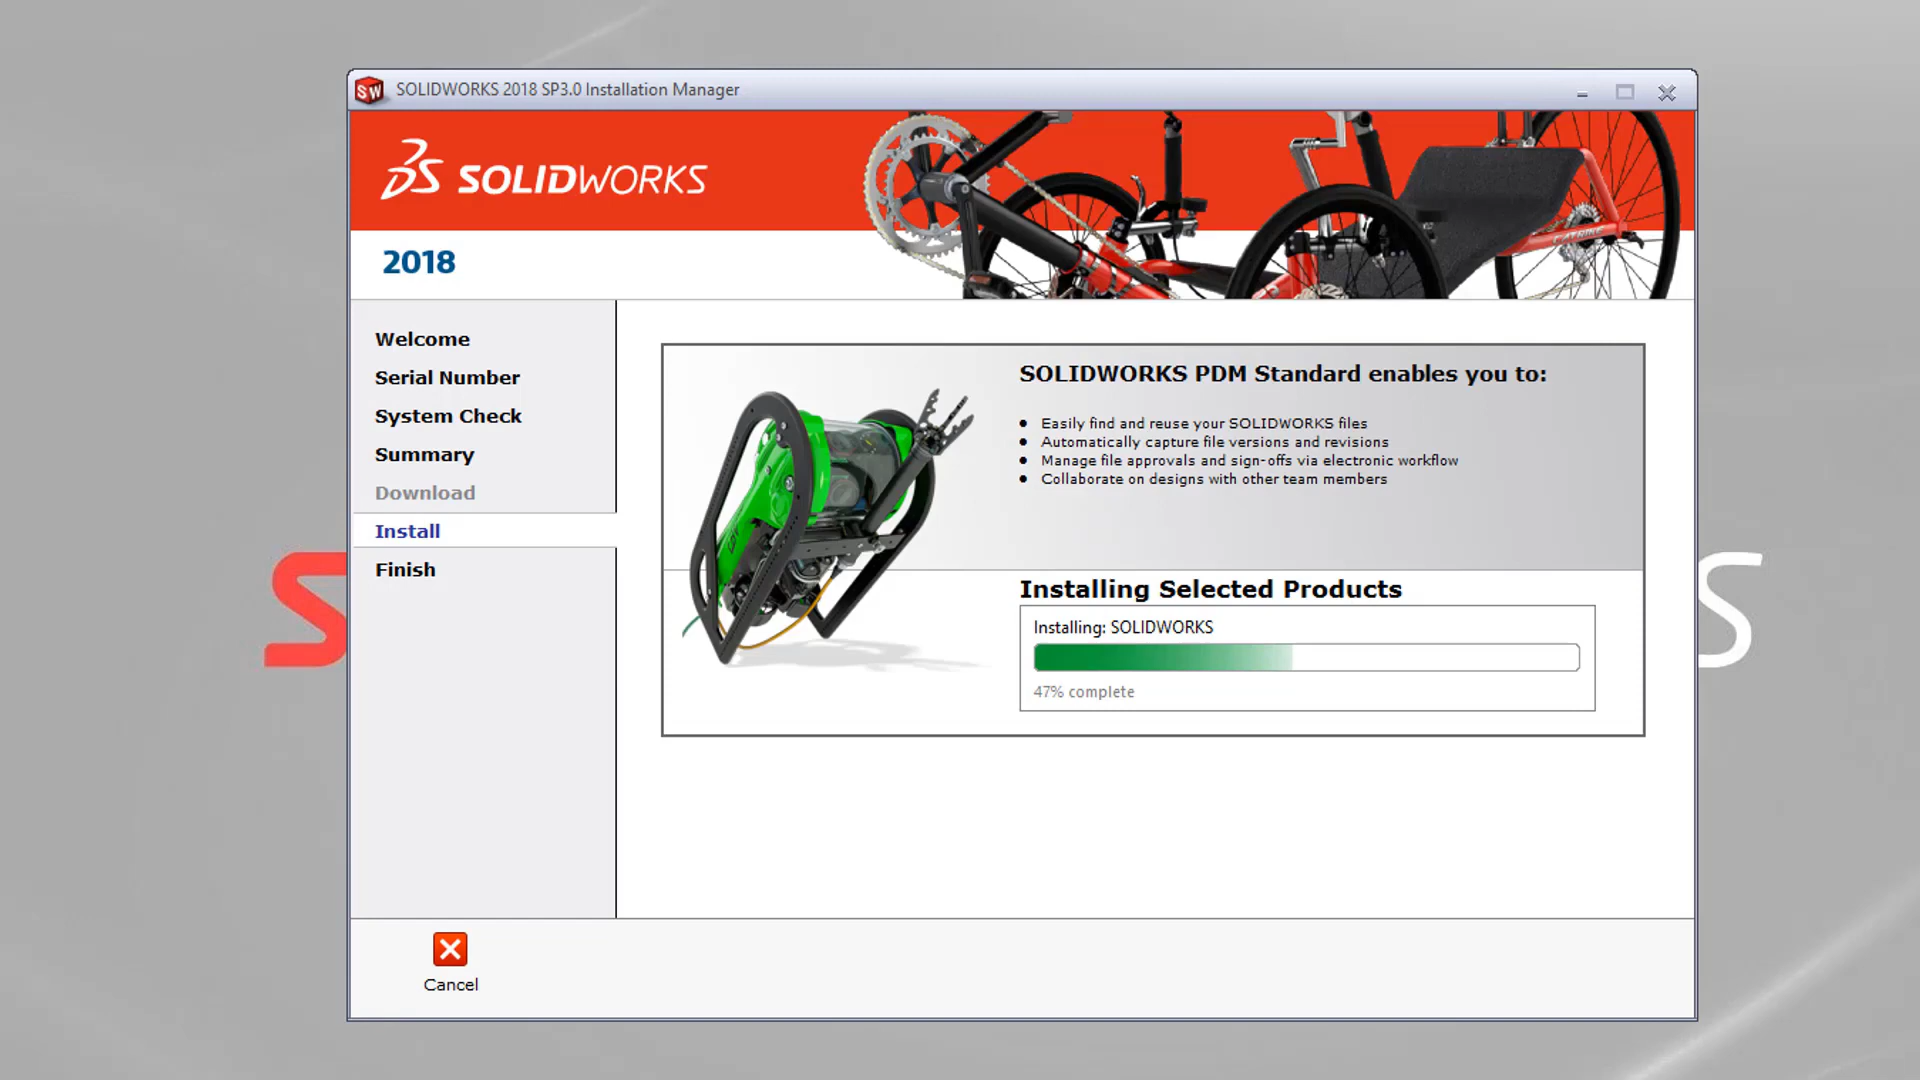 SOLIDWORKS 2018 SP3.0 Installation Manager
SOLIDWORKS
2018
Welcome
Serial Number
System Check
Summary
Download
Install
Finish
SOLIDWORKS PDM Standard enables you to:
Easily find and reuse your SOLIDWORKS files
Automatically capture file versions and revisions
Manage file approvals and sign-offs via electronic workflow
Collaborate on designs with other team members
Installing Selected Products
Installing: SOLIDWORKS
47% complete
Cancel
S
S